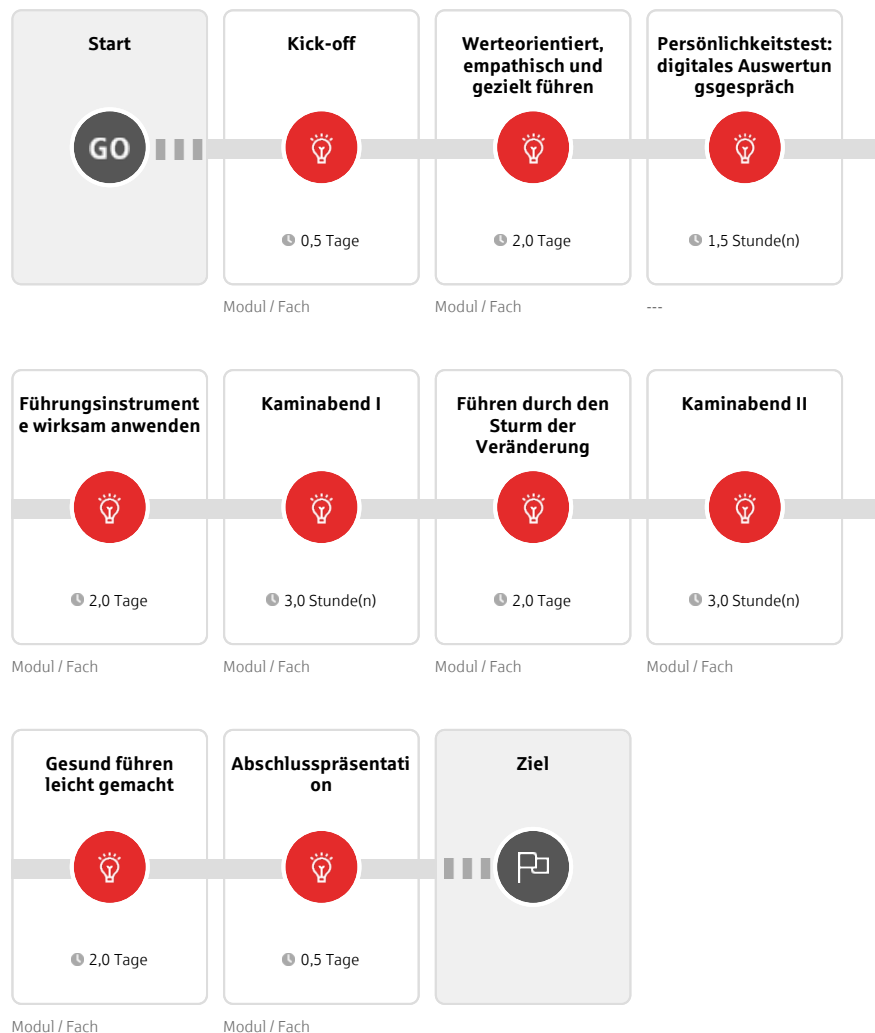 Start
GO
Kick-off
0,5 Tage
Modul / Fach
Werteorientiert,
empathisch und
gezielt führen
2,0 Tage
Modul / Fach
Persönlichkeitstest:
digitales Auswertun
gsgespräch
1,5 Stunde(n)
---
Führungsinstrument
e wirksam anwenden
2,0 Tage
Modul / Fach
Kaminabend I
3,0 Stunde(n)
Modul / Fach
Führen durch den
Sturm der
Veränderung
2,0 Tage
Modul / Fach
Kaminabend II
3,0 Stunde(n)
Modul / Fach
Gesund führen
leicht gemacht
2,0 Tage
Modul / Fach
Abschlusspräsentati
on
0,5 Tage
Modul / Fach
Ziel